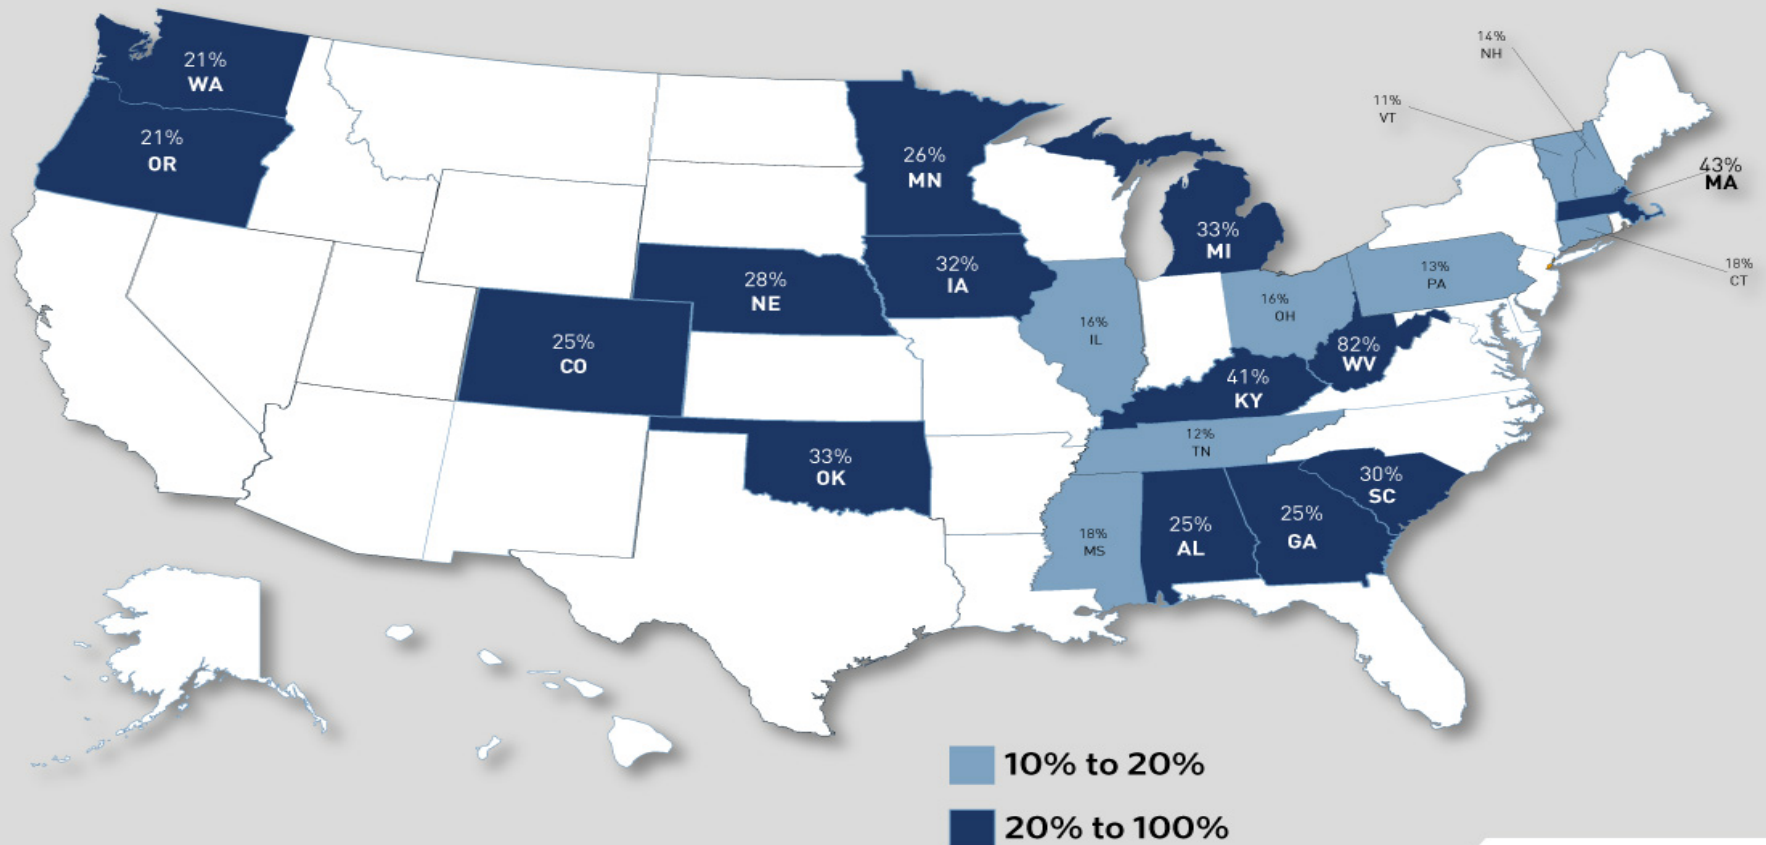 14%
NH
21%
WA
11%
VT
21%
OR
26%
MN
43%
MA
33%
MI
32%
IA
28%
NE
13%
PA
18%
CT
16%
OH
16%
IL
25%
CO
82%
WV
41%
KY
12%
TN
33%
OK
30%
SC
18%
MS
25%
AL
25%
GA
10% to 20%
20% to 100%